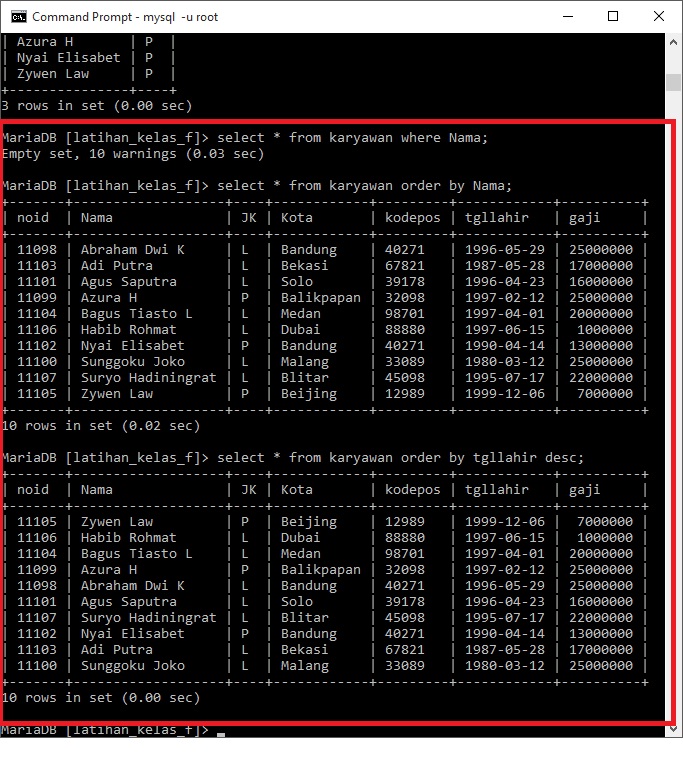 Command Prompt - mysql  -u root
| Azura H       | P  |
| Nyai Elisabet | P  |
| Zywen Law     | P  |
+---------------+----+
3 rows in set (0.00 sec)
MariaDB [latihan_kelas_f]> select * from karyawan where Nama;
Empty set, 10 warnings (0.03 sec)
MariaDB [latihan_kelas_f]> select * from karyawan order by Nama;
+-------+-------------------+----+------------+---------+------------+----------+
| noid  | Nama              | JK | Kota       | kodepos | tgllahir   | gaji     |
+-------+-------------------+----+------------+---------+------------+----------+
| 11098 | Abraham Dwi K     | L  | Bandung    | 40271   | 1996-05-29 | 25000000 |
| 11103 | Adi Putra         | L  | Bekasi     | 67821   | 1987-05-28 | 17000000 |
| 11101 | Agus Saputra      | L  | Solo       | 39178   | 1996-04-23 | 16000000 |
| 11099 | Azura H           | P  | Balikpapan | 32098   | 1997-02-12 | 25000000 |
| 11104 | Bagus Tiasto L    | L  | Medan      | 98701   | 1997-04-01 | 20000000 |
| 11106 | Habib Rohmat      | L  | Dubai      | 88880   | 1997-06-15 |  1000000 |
| 11102 | Nyai Elisabet     | P  | Bandung    | 40271   | 1990-04-14 | 13000000 |
| 11100 | Sunggoku Joko     | L  | Malang     | 33089   | 1980-03-12 | 25000000 |
| 11107 | Suryo Hadiningrat | L  | Blitar     | 45098   | 1995-07-17 | 22000000 |
| 11105 | Zywen Law         | P  | Beijing    | 12989   | 1999-12-06 |  7000000 |
+-------+-------------------+----+------------+---------+------------+----------+
10 rows in set (0.02 sec)
MariaDB [latihan_kelas_f]> select * from karyawan order by tgllahir desc;
+-------+-------------------+----+------------+---------+------------+----------+
| noid  | Nama              | JK | Kota       | kodepos | tgllahir   | gaji     |
+-------+-------------------+----+------------+---------+------------+----------+
| 11105 | Zywen Law         | P  | Beijing    | 12989   | 1999-12-06 |  7000000 |
| 11106 | Habib Rohmat      | L  | Dubai      | 88880   | 1997-06-15 |  1000000 |
| 11104 | Bagus Tiasto L    | L  | Medan      | 98701   | 1997-04-01 | 20000000 |
| 11099 | Azura H           | P  | Balikpapan | 32098   | 1997-02-12 | 25000000 |
| 11098 | Abraham Dwi K     | L  | Bandung    | 40271   | 1996-05-29 | 25000000 |
| 11101 | Agus Saputra      | L  | Solo       | 39178   | 1996-04-23 | 16000000 |
| 11107 | Suryo Hadiningrat | L  | Blitar     | 45098   | 1995-07-17 | 22000000 |
| 11102 | Nyai Elisabet     | P  | Bandung    | 40271   | 1990-04-14 | 13000000 |
| 11103 | Adi Putra         | L  | Bekasi     | 67821   | 1987-05-28 | 17000000 |
| 11100 | Sunggoku Joko     | L  | Malang     | 33089   | 1980-03-12 | 25000000 |
+-------+-------------------+----+------------+---------+------------+----------+
10 rows in set (0.00 sec)
MariaDB [latihan_kelas_f]> _